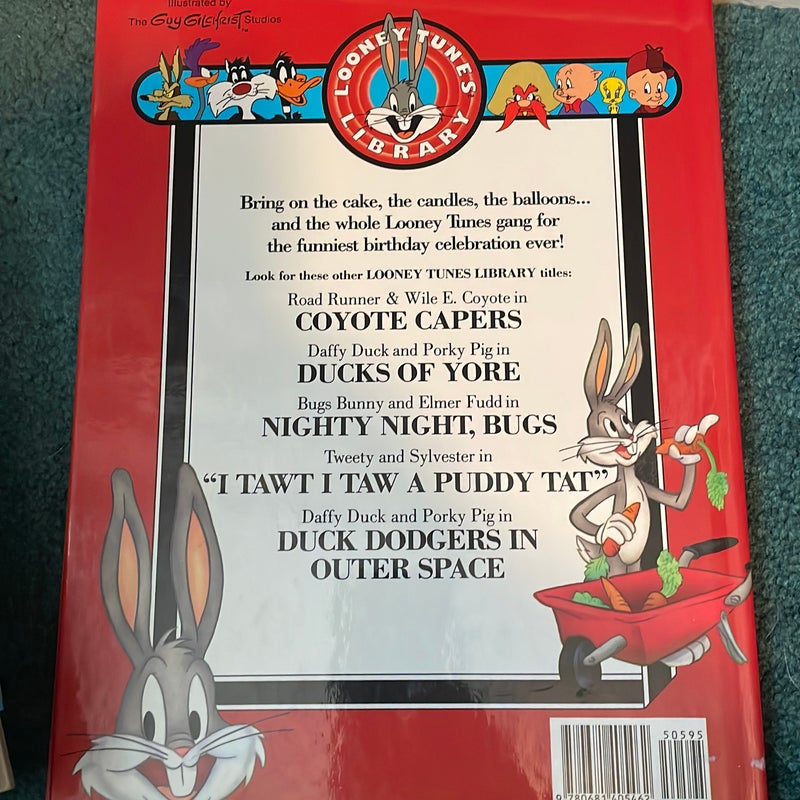 Illustrated by
The Guy Gilchrist Studios
LOONEY TUNES
LIBRARY
Bring on the cake, the candles, the balloons...
and the whole Looney Tunes gang for
the funniest birthday celebration ever!
Look for these other LOONEY TUNES LIBRARY titles:
Road Runner & Wile E. Coyote in
COYOTE CAPERS
Daffy Duck and Porky Pig in
DUCKS OF YORE
Bugs Bunny and Elmer Fudd in
NIGHTY NIGHT, BUGS
Tweety and Sylvester in
“I TAWT I TAW A PUDDY TAT”
Daffy Duck and Porky Pig in
DUCK DODGERS IN
OUTER SPACE
50595
9 780681 405462